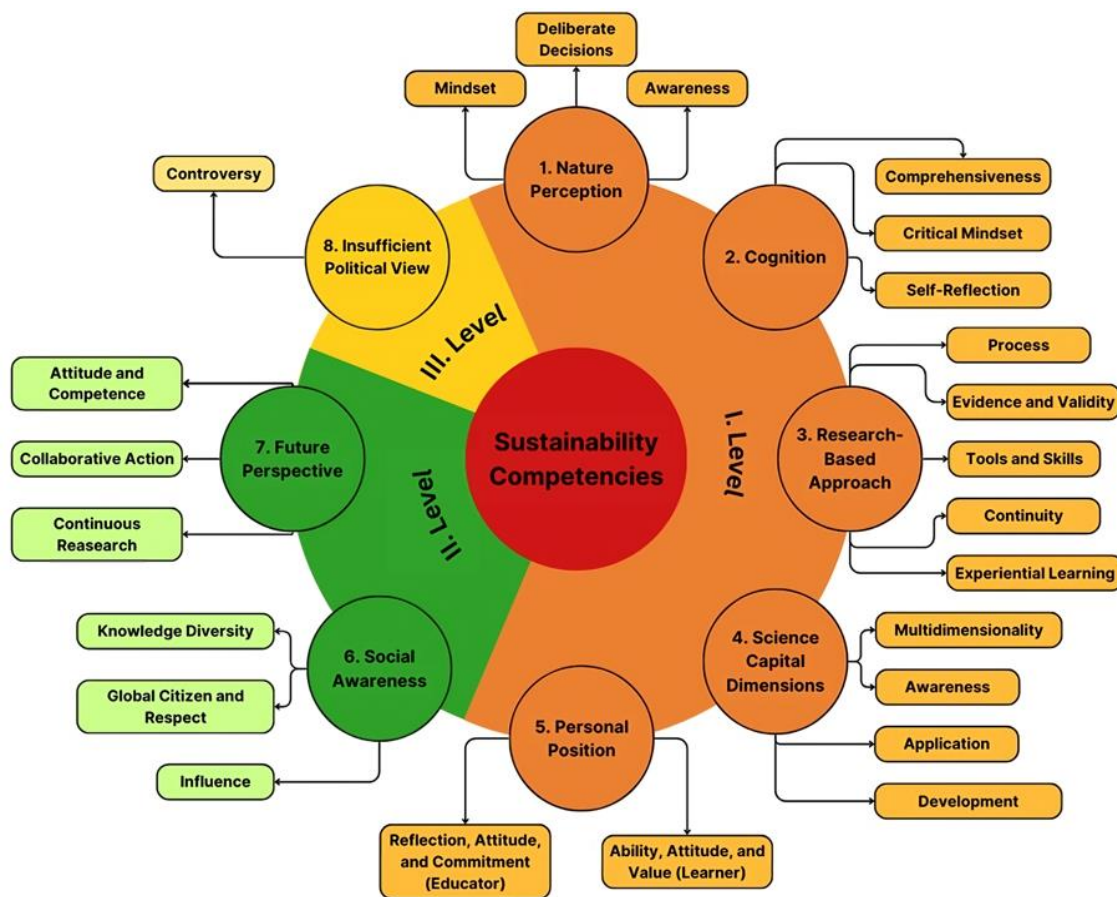 Deliberate
Decisions
Mindset
Awareness
1. Nature
Perception
Controversy
Comprehensiveness
Critical Mindset
Self-Reflection
2. Cognition
8. Insufficient
Political View
III. Level
Process
Evidence and Validity
Tools and Skills
Continuity
Experiential Learning
3. Research-
Based
Approach
I. Level
Sustainability
Competencies
Attitude and
Competence
Collaborative Action
Continuous
Reasearch
7. Future
Perspective
II. Level
Knowledge Diversity
Global Citizen and
Respect
Influence
6. Social
Awareness
4. Science
Capital
Dimensions
Multidimensionality
Awareness
Application
Development
5. Personal
Position
Reflection, Attitude,
and Commitment
(Educator)
Ability, Attitude, and
Value (Learner)